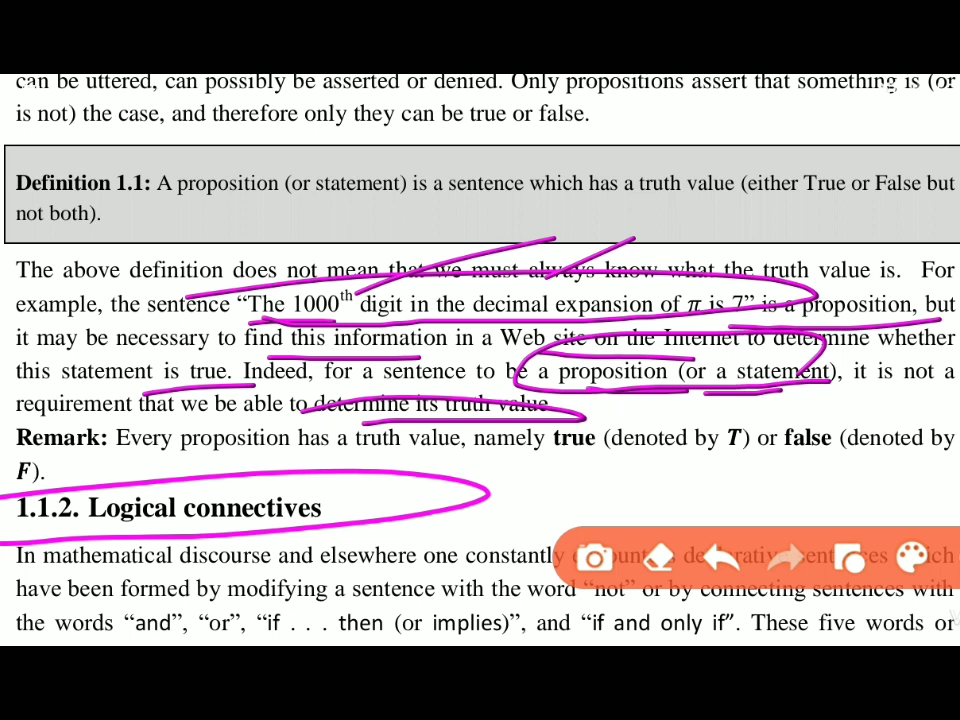 can be uttered, can possibly be asserted or denied. Only propositions assert that something is (or
is not) the case, and therefore only they can be true or false.
Definition 1.1: A proposition (or statement) is a sentence which has a truth value (either True or False but
not both).
The above definition does not mean that we must always know what the truth value is. For
example, the sentence “The 1000th digit in the decimal expansion of π is 7” is a proposition, but
it may be necessary to find this information in a Web site on the Internet to determine whether
this statement is true. Indeed, for a sentence to be a proposition (or a statement), it is not a
requirement that we be able to determine its truth value.
Remark: Every proposition has a truth value, namely true (denoted by T) or false (denoted by
F).
1.1.2. Logical connectives
In mathematical discourse and elsewhere one constantly
have been formed by modifying a sentence with the word “not” or by connecting sentences with
the words “and”, “or”, “if . . . then (or implies)”, and “if and only if”. These five words or